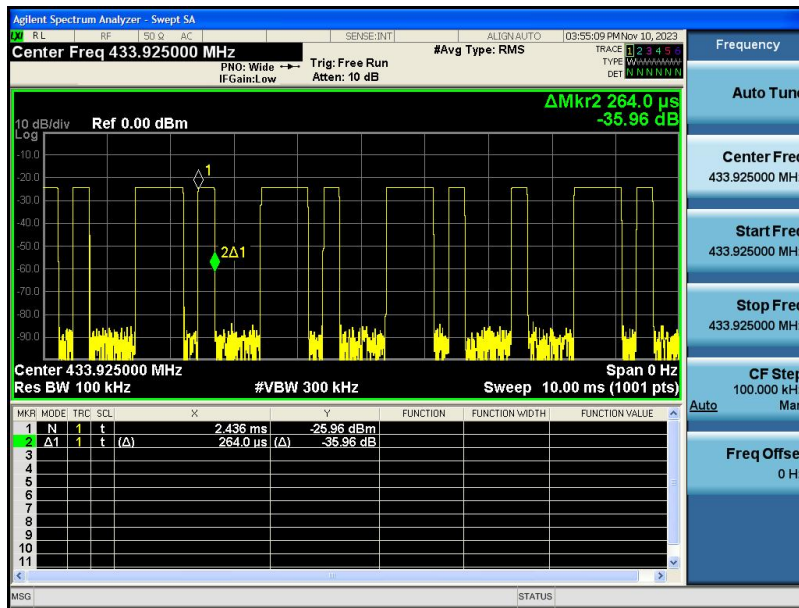 Agilent Spectrum Analyzer - Swept SA
LXI RL RF 50 Ω AC SENSE:INT ALIGN AUTO 03:55:09 PM Nov 10, 2023
Center Freq 433.925000 MHz #Avg Type: RMS TRACE 1 2 3 4 5 6
PNO: Wide Trig: Free Run TYPE W
IFGain:Low Atten: 10 dB DET N N N N N N
ΔMkr2 264.0 µs
-35.96 dB
10 dB/div Ref 0.00 dBm
Log
-10.0
-20.0
-30.0
-40.0
-50.0
-60.0
-70.0
-80.0
-90.0
1
2Δ1
Center 433.925000 MHz Span 0 Hz
Res BW 100 kHz #VBW 300 kHz Sweep 10.00 ms (1001 pts)
MKR MODE TRC SCL X Y FUNCTION FUNCTION WIDTH FUNCTION VALUE
1 N 1 t 2.436 ms -25.96 dBm
2 Δ1 1 t (Δ) 264.0 µs (Δ) -35.96 dB
3
4
5
6
7
8
9
10
11
MSG STATUS
Frequency
Auto Tune
Center Freq
433.925000 MHz
Start Freq
433.925000 MHz
Stop Freq
433.925000 MHz
CF Step
100.000 kHz
Auto Man
Freq Offset
0 Hz